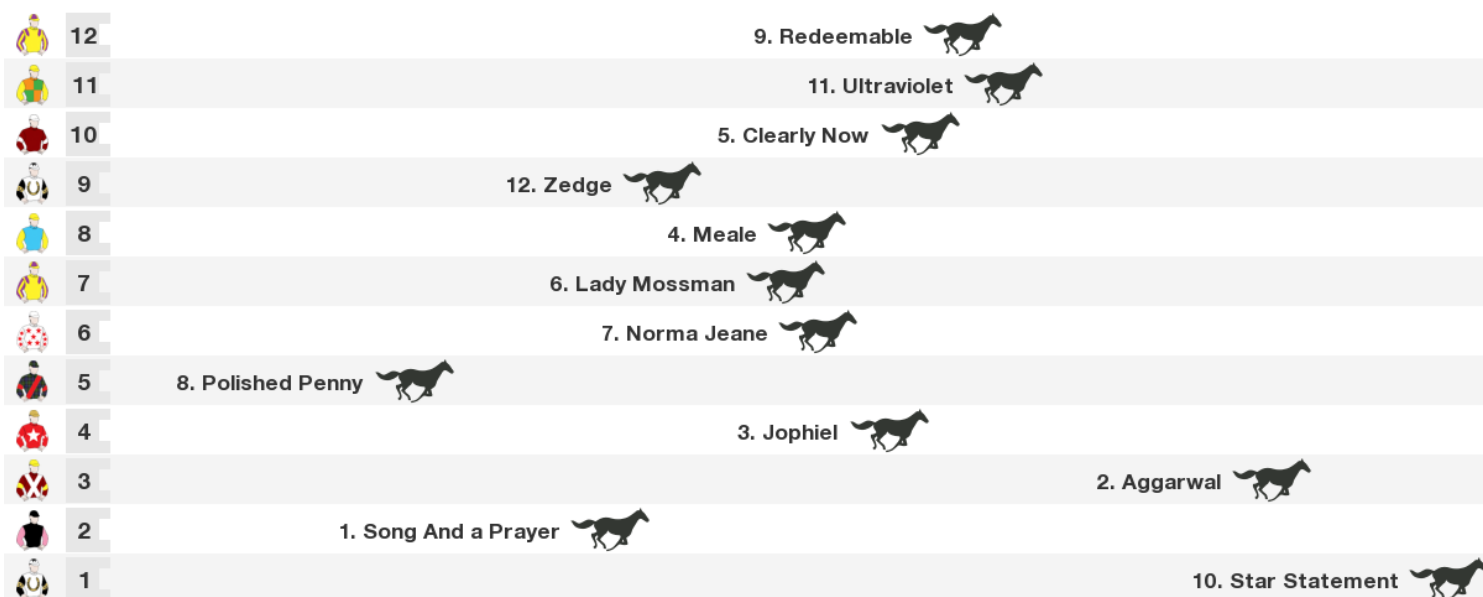 12 9. Redeemable
11 11. Ultraviolet
10 5. Clearly Now
9 12. Zedge
8 4. Meale
7 6. Lady Mossman
6 7. Norma Jeane
5 8. Polished Penny
4 3. Jophiel
3 2. Aggarwal
2 1. Song And a Prayer
1 10. Star Statement